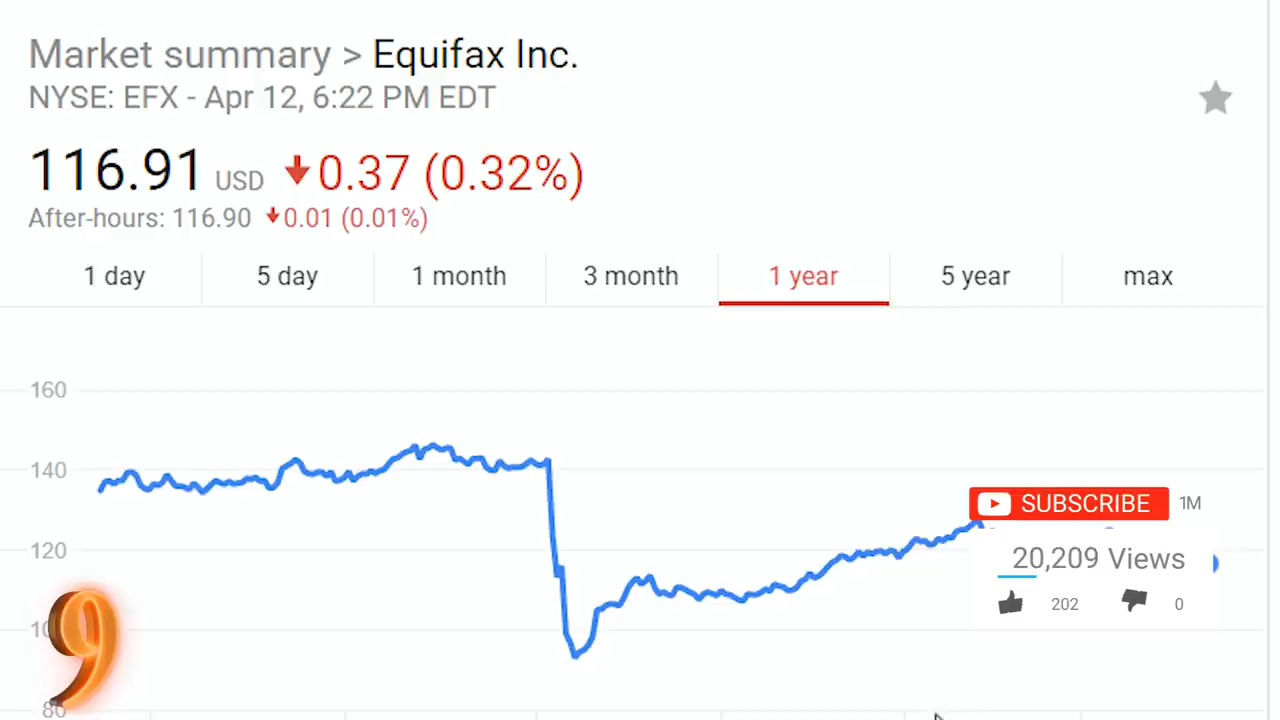 Market summary > Equifax Inc.
NYSE: EFX - Apr 12, 6:22 PM EDT
116.91 USD 0.37 (0.32%)
After-hours: 116.90 0.01 (0.01%)
1 day 5 day 1 month 3 month 1 year 5 year max
160
140
SUBSCRIBE 1M
120
20,209 Views
202 0
9
80